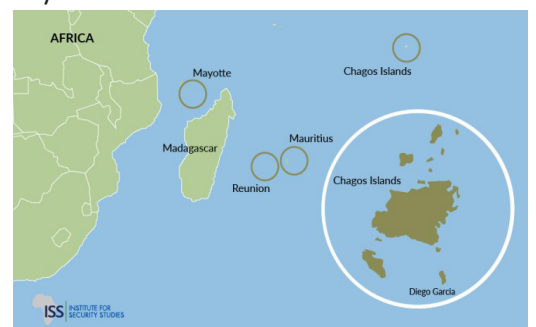 AFRICA
Mayotte
Chagos Islands
Madagascar
Mauritius
Reunion
Chagos Islands
Diego Garcia
ISS INSTITUTE FOR
SECURITY STUDIES